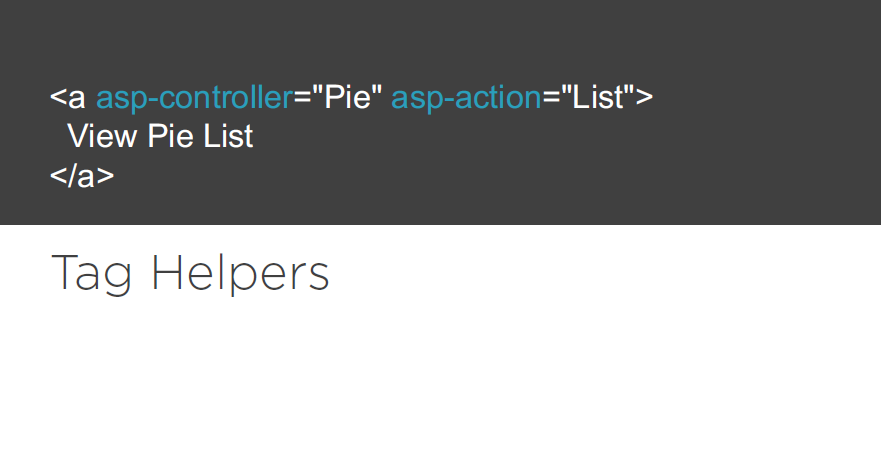 <a asp-controller="Pie" asp-action="List">
View Pie List
</a>
Tag Helpers